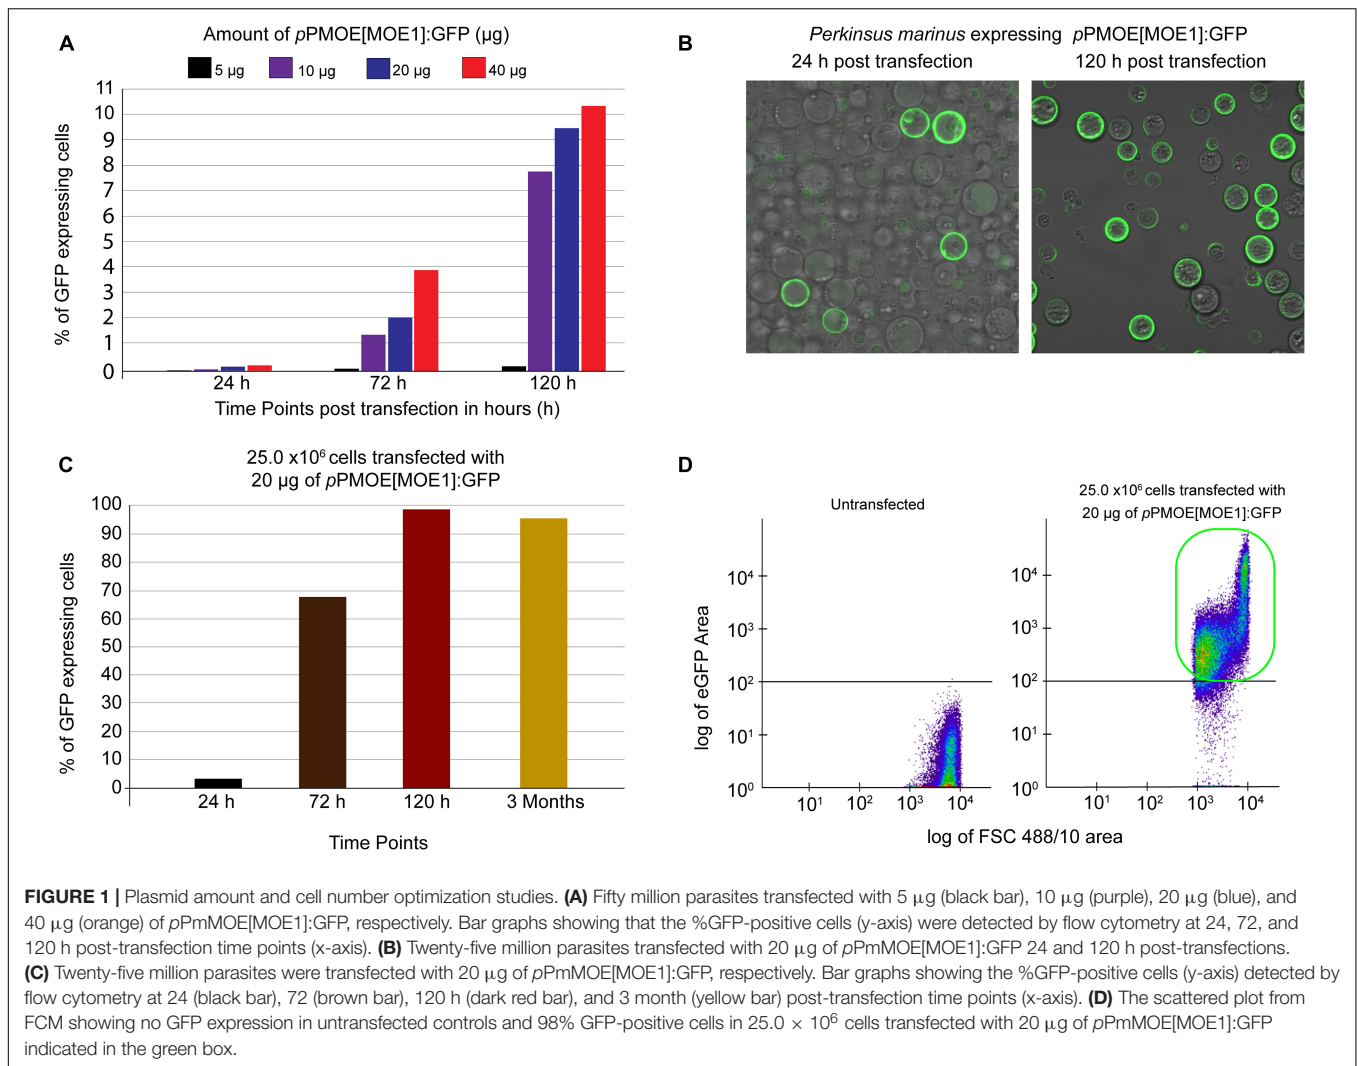 A
Amount of pPMOE[MOE1]:GFP (µg)
5 µg 10 µg 20 µg 40 µg
% of GFP expressing cells
11
10
9
8
7
6
5
4
3
2
1
0
24 h 72 h 120 h
Time Points post transfection in hours (h)
B
Perkinsus marinus expressing pPMOE[MOE1]:GFP
24 h post transfection 120 h post transfection
C
25.0 x10⁶ cells transfected with
20 µg of pPMOE[MOE1]:GFP
% of GFP expressing cells
100
90
80
70
60
50
40
30
20
10
0
24 h 72 h 120 h 3 Months
Time Points
D
Untransfected
log of eGFP Area
10⁴
10³
10²
10¹
10⁰
10¹ 10² 10³ 10⁴
25.0 x10⁶ cells transfected with
20 µg of pPMOE[MOE1]:GFP
10⁴
10³
10²
10¹
10⁰
10¹ 10² 10³ 10⁴
log of FSC 488/10 area
FIGURE 1 | Plasmid amount and cell number optimization studies. (A) Fifty million parasites transfected with 5 µg (black bar), 10 µg (purple), 20 µg (blue), and
40 µg (orange) of pPmMOE[MOE1]:GFP, respectively. Bar graphs showing that the %GFP-positive cells (y-axis) were detected by flow cytometry at 24, 72, and
120 h post-transfection time points (x-axis). (B) Twenty-five million parasites transfected with 20 µg of pPmMOE[MOE1]:GFP 24 and 120 h post-transfections.
(C) Twenty-five million parasites were transfected with 20 µg of pPmMOE[MOE1]:GFP, respectively. Bar graphs showing the %GFP-positive cells (y-axis) detected by
flow cytometry at 24 (black bar), 72 (brown bar), 120 h (dark red bar), and 3 month (yellow bar) post-transfection time points (x-axis). (D) The scattered plot from
FCM showing no GFP expression in untransfected controls and 98% GFP-positive cells in 25.0 × 10⁶ cells transfected with 20 µg of pPmMOE[MOE1]:GFP
indicated in the green box.